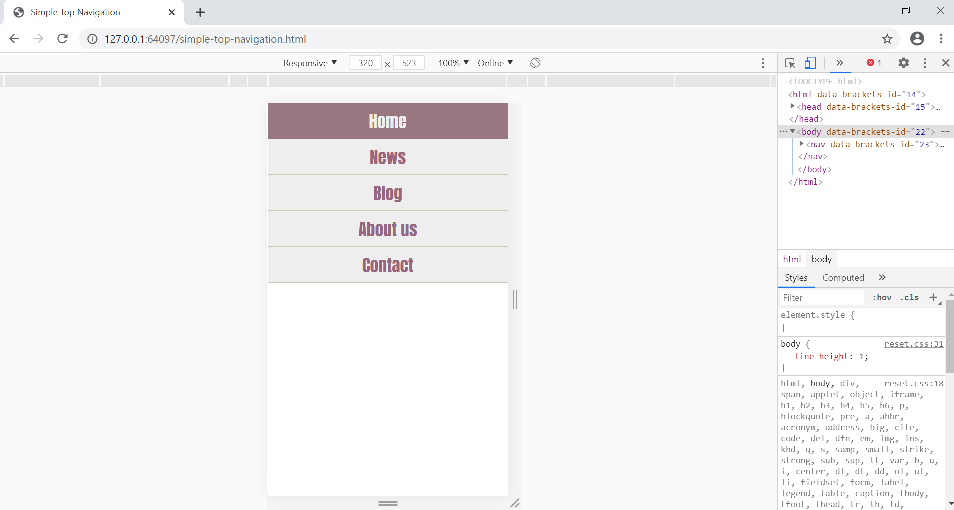 Simple Top Navigation
127.0.0.1:64097/simple-top-navigation.html
Responsive ▼ 320 × 523 100% ▼ Online ▼
1
Home
News
Blog
About us
Contact
<!DOCTYPE html>
<html data-brackets-id="14">
▶<head data-brackets-id="15">…
</head>
…▼<body data-brackets-id="22"> ==
▶<nav data-brackets-id="23">…
</nav>
</body>
</html>
html body
Styles Computed »
Filter :hov .cls +
element.style {
}
body { reset.css:31
line-height: 1;
}
html, body, div, reset.css:18
span, applet, object, iframe,
h1, h2, h3, h4, h5, h6, p,
blockquote, pre, a, abbr,
acronym, address, big, cite,
code, del, dfn, em, img, ins,
kbd, q, s, samp, small, strike,
strong, sub, sup, tt, var, b, u,
i, center, dl, dt, dd, ol, ul,
li, fieldset, form, label,
legend, table, caption, tbody,
tfoot, thead, tr, th, td,